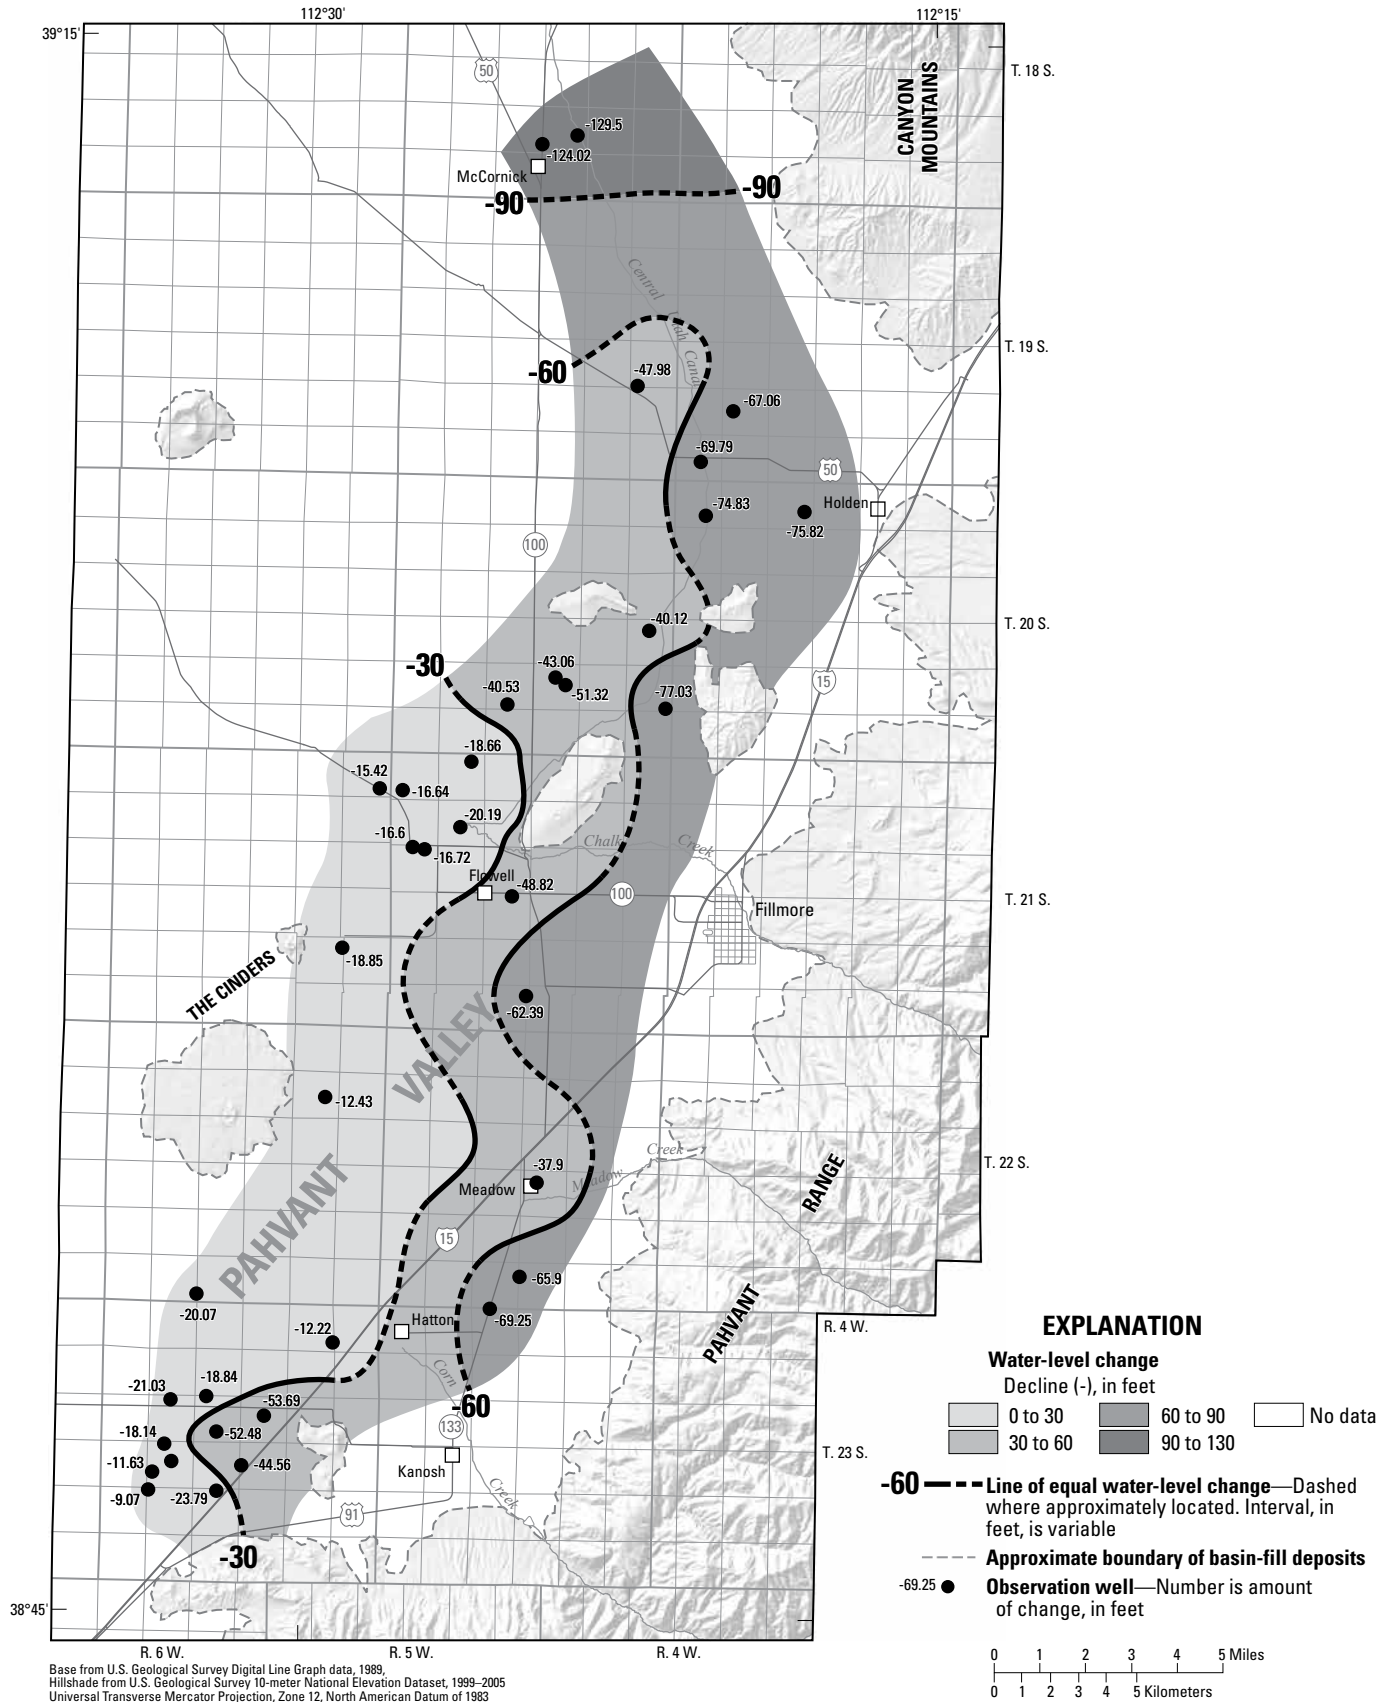 112°30'
112°15'
39°15'
T. 18 S.
50
CANYON
MOUNTAINS
-129.5
-124.02
McCornick
-90
-90
Central
Utah Canal
T. 19 S.
-60
-47.98
-67.06
-69.79
50
Holden
-74.83
-75.82
100
-40.12
T. 20 S.
-30
-43.06
-40.53
-51.32
-77.03
15
-18.66
-15.42
-16.64
-20.19
-16.6
-16.72
Chalk
Creek
Flowell
-48.82
100
T. 21 S.
Fillmore
-18.85
THE CINDERS
-62.39
VALLEY
-12.43
-37.9
Creek
T. 22 S.
Meadow
Meadow
RANGE
PAHVANT
15
-65.9
-20.07
-69.25
Hatton
-12.22
PAHVANT
R. 4 W.
Corn
-18.84
-21.03
-53.69
-60
-18.14
-52.48
133
T. 23 S.
-11.63
-44.56
Kanosh
-9.07
-23.79
Creek
91
-30
38°45'
R. 6 W.
R. 5 W.
R. 4 W.
EXPLANATION
Water-level change
Decline (-), in feet
0 to 30
60 to 90
No data
30 to 60
90 to 130
-60
Line of equal water-level change—Dashed
where approximately located. Interval, in
feet, is variable
Approximate boundary of basin-fill deposits
-69.25
Observation well—Number is amount
of change, in feet
0 1 2 3 4 5 Miles
0 1 2 3 4 5 Kilometers
Base from U.S. Geological Survey Digital Line Graph data, 1989,
Hillshade from U.S. Geological Survey 10-meter National Elevation Dataset, 1999–2005
Universal Transverse Mercator Projection, Zone 12, North American Datum of 1983